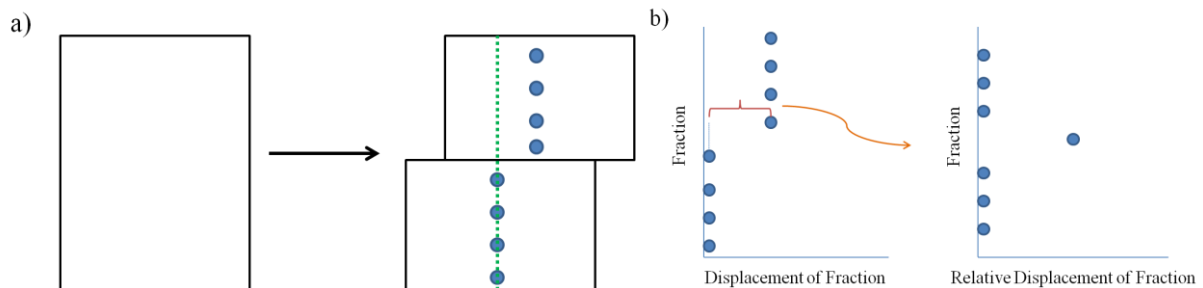 a)
b)
Fraction
Displacement of Fraction
Fraction
Relative Displacement of Fraction